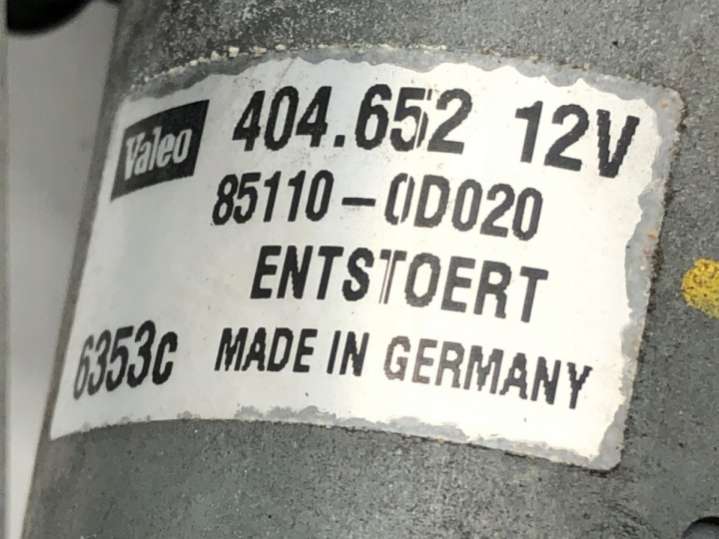 Valeo 404.652 12V
85110-0D020
ENTSTOERT
6353c MADE IN GERMANY